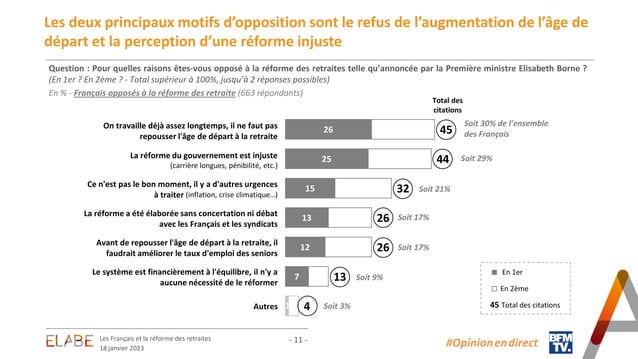 Les deux principaux motifs d’opposition sont le refus de l’augmentation de l’âge de
départ et la perception d’une réforme injuste
Question : Pour quelles raisons êtes-vous opposé à la réforme des retraites telle qu’annoncée par la Première ministre Elisabeth Borne ?
(En 1er ? En 2ème ? - Total supérieur à 100%, jusqu’à 2 réponses possibles)
En % - Français opposés à la réforme des retraite (663 répondants)
Total des
citations
On travaille déjà assez longtemps, il ne faut pas
repousser l'âge de départ à la retraite
26
45
Soit 30% de l’ensemble
des Français
La réforme du gouvernement est injuste
(carrière longues, pénibilité, etc.)
25
44
Soit 29%
Ce n'est pas le bon moment, il y a d'autres urgences
à traiter (inflation, crise climatique…)
15
32
Soit 21%
La réforme a été élaborée sans concertation ni débat
avec les Français et les syndicats
13
26
Soit 17%
Avant de repousser l'âge de départ à la retraite, il
faudrait améliorer le taux d'emploi des seniors
12
26
Soit 17%
Le système est financièrement à l'équilibre, il n'y a
aucune nécessité de le réformer
7
13
Soit 9%
Autres
4
Soit 3%
En 1er
En 2ème
45 Total des citations
ELABE
Les Français et la réforme des retraites
18 janvier 2023
- 11 -
#Opinion en direct
BFM
TV.